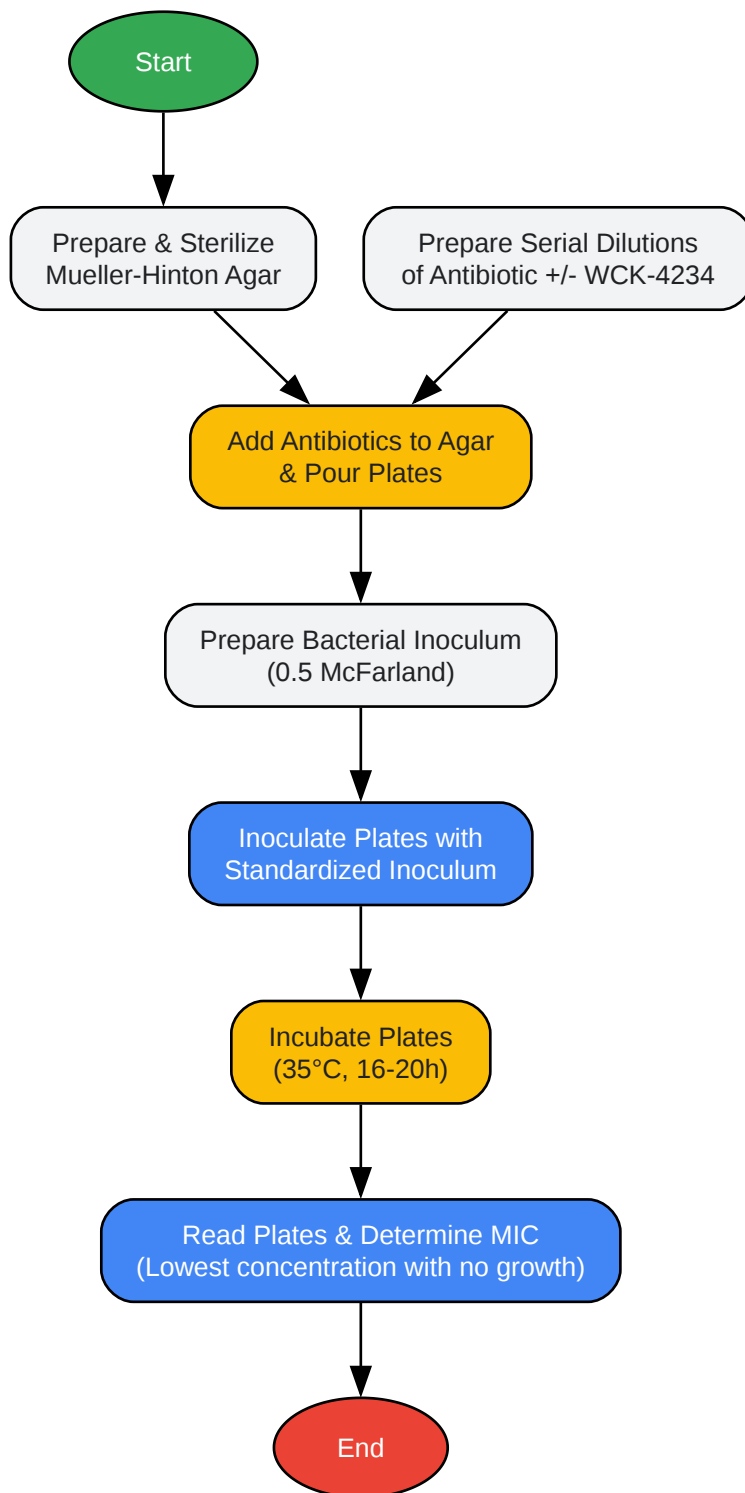 Start
Prepare & Sterilize
Mueller-Hinton Agar
Prepare Serial Dilutions
of Antibiotic +/- WCK-4234
Add Antibiotics to Agar
& Pour Plates
Prepare Bacterial Inoculum
(0.5 McFarland)
Inoculate Plates with
Standardized Inoculum
Incubate Plates
(35°C, 16-20h)
Read Plates & Determine MIC
(Lowest concentration with no growth)
End